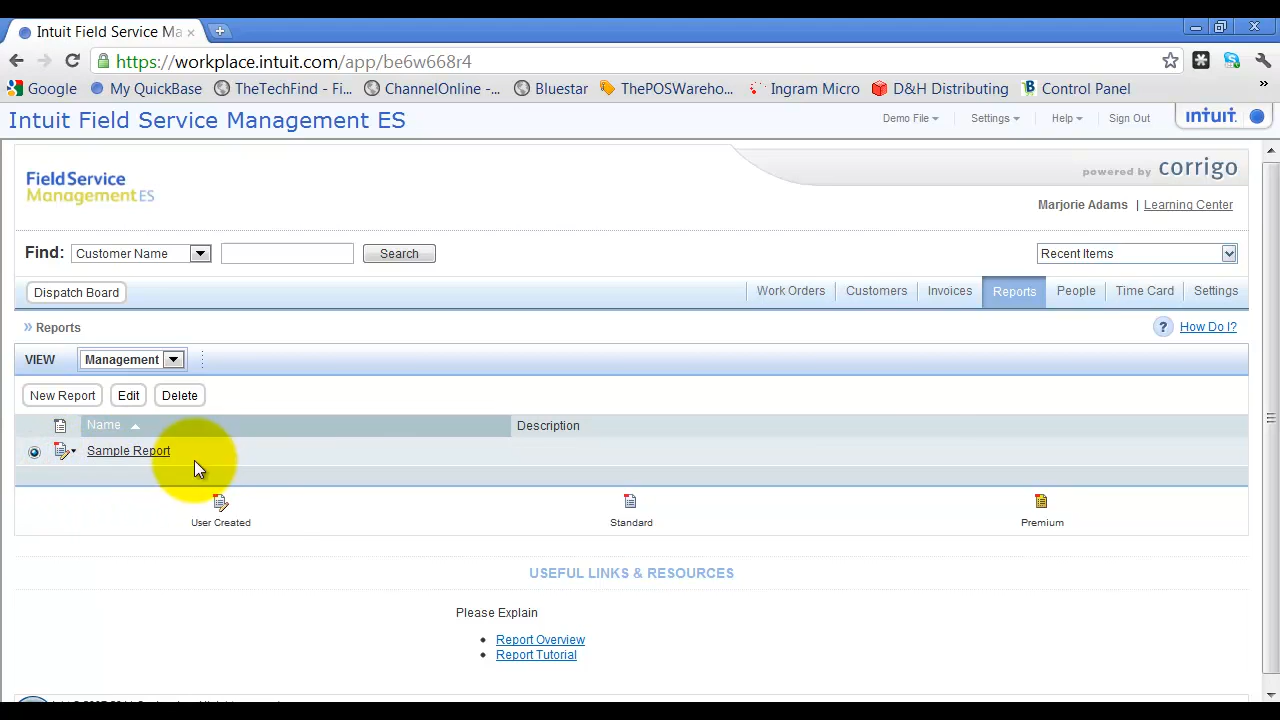 Intuit Field Service Ma
https://workplace.intuit.com/app/be6w668r4
Google My QuickBase TheTechFind - Fi... ChannelOnline -... Bluestar ThePOSWareho... Ingram Micro D&H Distributing Control Panel »
Intuit Field Service Management ES Demo File Settings Help Sign Out intuit.
powered by corrigo
Field Service
Management ES
Marjorie Adams | Learning Center
Find: Customer Name Search Recent Items
Dispatch Board Work Orders Customers Invoices Reports People Time Card Settings
» Reports ? How Do I?
VIEW Management
New Report Edit Delete
Name Description
Sample Report
User Created Standard Premium
USEFUL LINKS & RESOURCES
Please Explain
• Report Overview
• Report Tutorial